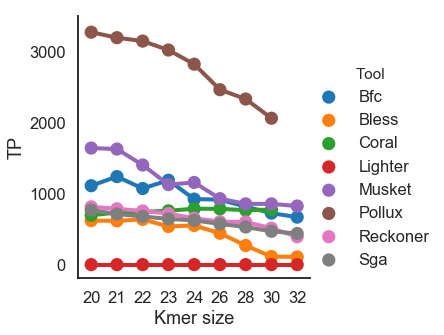 3000
2000
1000
0
TP
20 21 22 23 24 26 28 30 32
Kmer size
Tool
Bfc
Bless
Coral
Lighter
Musket
Pollux
Reckoner
Sga